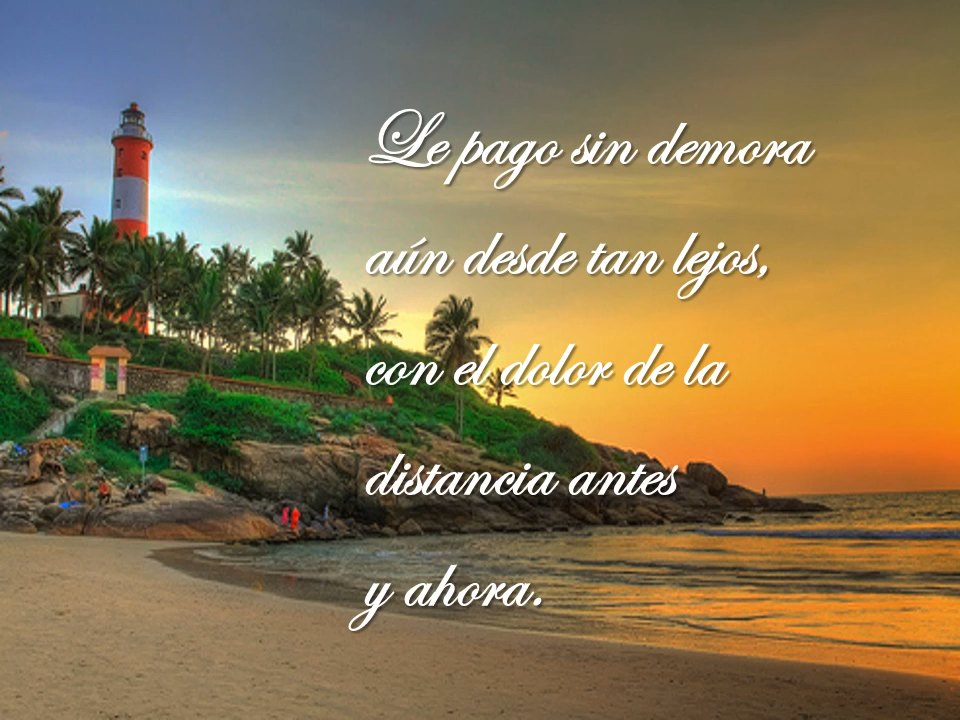 Le pago sin demora
aún desde tan lejos,
con el dolor de la
distancia antes
y ahora.